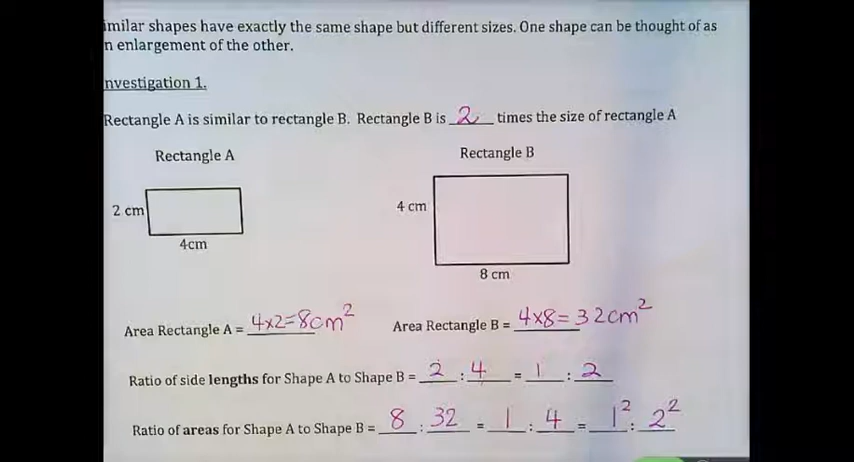 imilar shapes have exactly the same shape but different sizes. One shape can be thought of as
n enlargement of the other.
nvestigation 1.
Rectangle A is similar to rectangle B. Rectangle B is 2 times the size of rectangle A
Rectangle A
Rectangle B
2 cm
4cm
4 cm
8 cm
Area Rectangle A = 4x2=8cm²
Area Rectangle B = 4x8=32cm²
Ratio of side lengths for Shape A to Shape B = 2 : 4 = 1 : 2
Ratio of areas for Shape A to Shape B = 8 : 32 = 1 : 4 = 1² : 2²